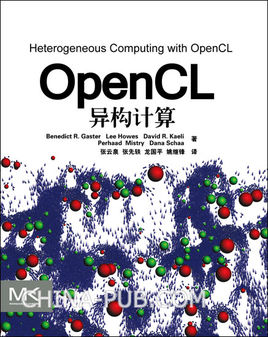 Heterogeneous Computing with OpenCL
OpenCL
异构计算
Benedict R. Gaster Lee Howes David R. Kaeli
Perhaad Mistry Dana Schaa 著
张云泉 张先轶 龙国平 姚继锋 译
CHINA-PUB.COM